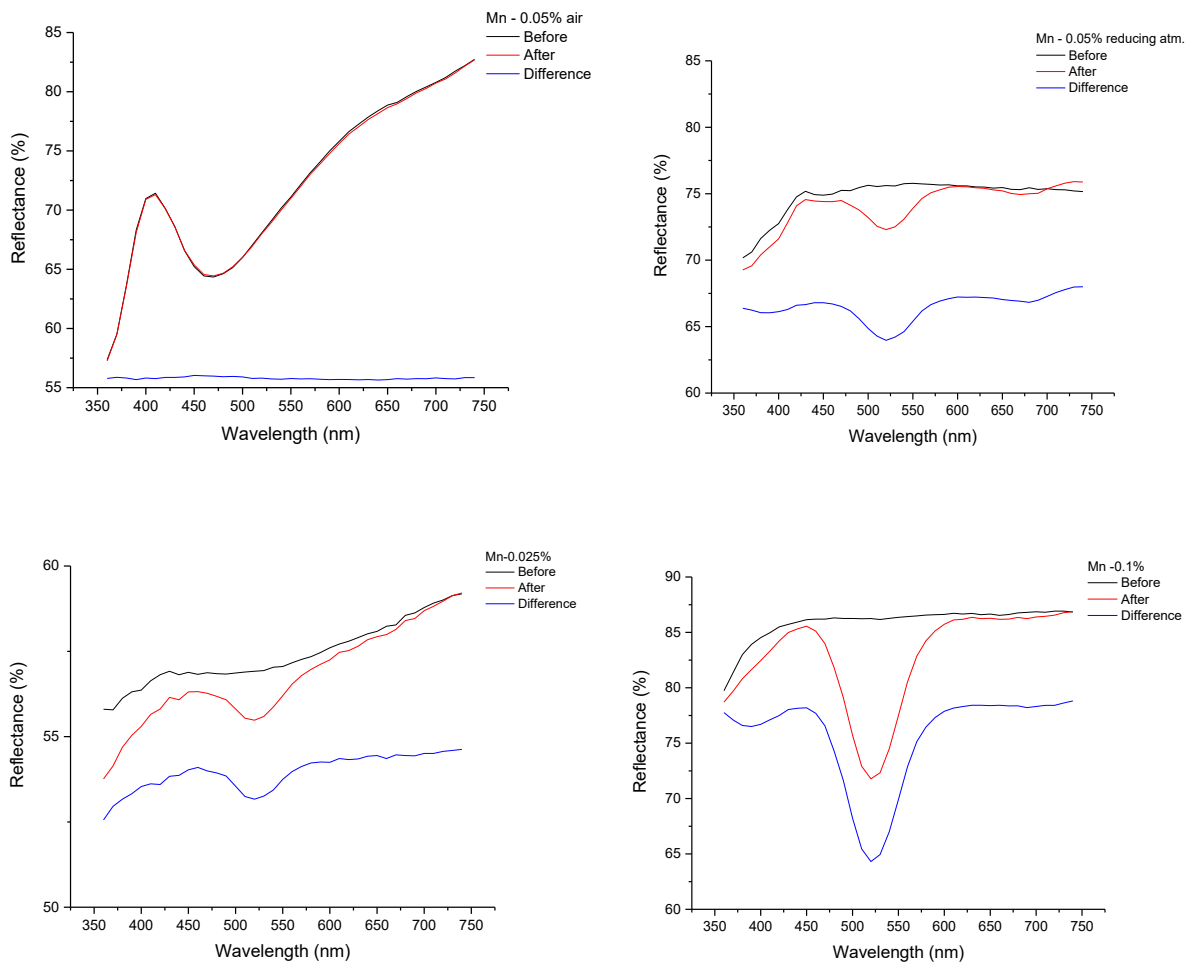 Mn - 0.05% air
Before
After
Difference
85
80
75
70
65
60
55
Reflectance (%)
350 400 450 500 550 600 650 700 750
Wavelength (nm)
Mn - 0.05% reducing atm.
Before
After
Difference
85
80
75
70
65
60
Reflectance (%)
350 400 450 500 550 600 650 700 750
Wavelength (nm)
Mn-0.025%
Before
After
Difference
60
55
50
Reflectance (%)
350 400 450 500 550 600 650 700 750
Wavelength (nm)
Mn -0.1%
Before
After
Difference
90
85
80
75
70
65
60
Reflectance (%)
350 400 450 500 550 600 650 700 750
Wavelength (nm)